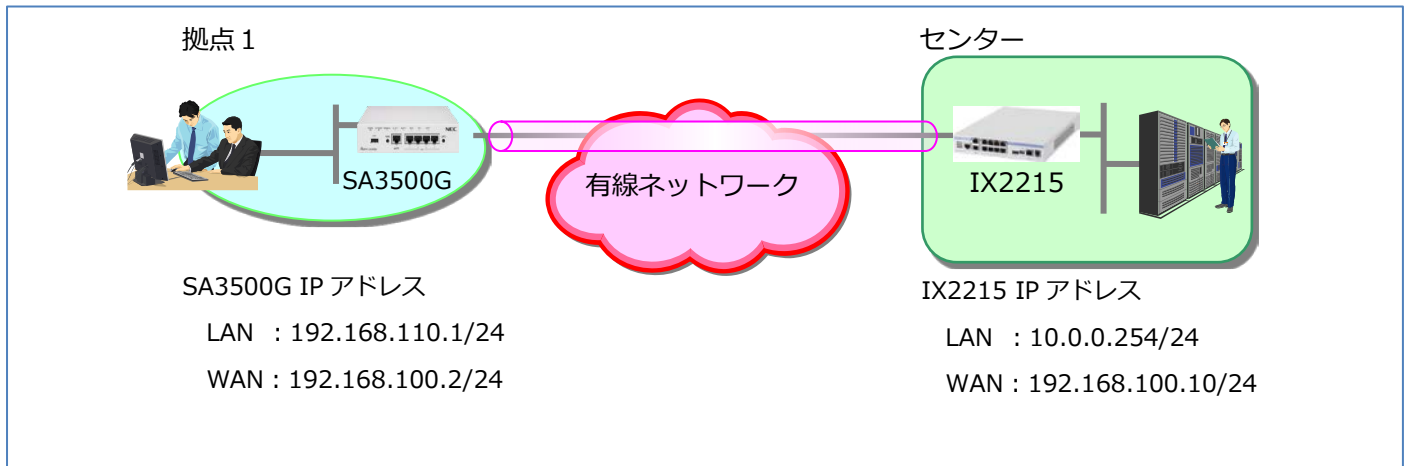 拠点１
センター
NEC
SA3500G
有線ネットワーク
IX2215
SA3500G IP アドレス
LAN ：192.168.110.1/24
WAN：192.168.100.2/24
IX2215 IP アドレス
LAN ：10.0.0.254/24
WAN：192.168.100.10/24